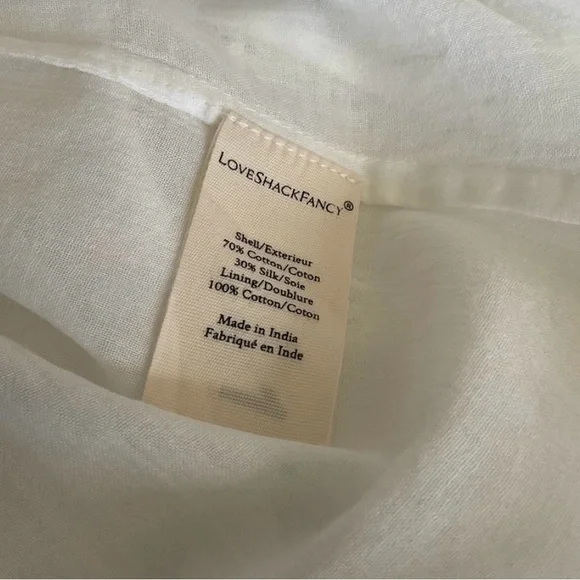 LOVESHACKFANCY®
Shell/Exterieur
70% Cotton/Coton
30% Silk/Soie
Lining/Doublure
100% Cotton/Coton
Made in India
Fabriqué en Inde